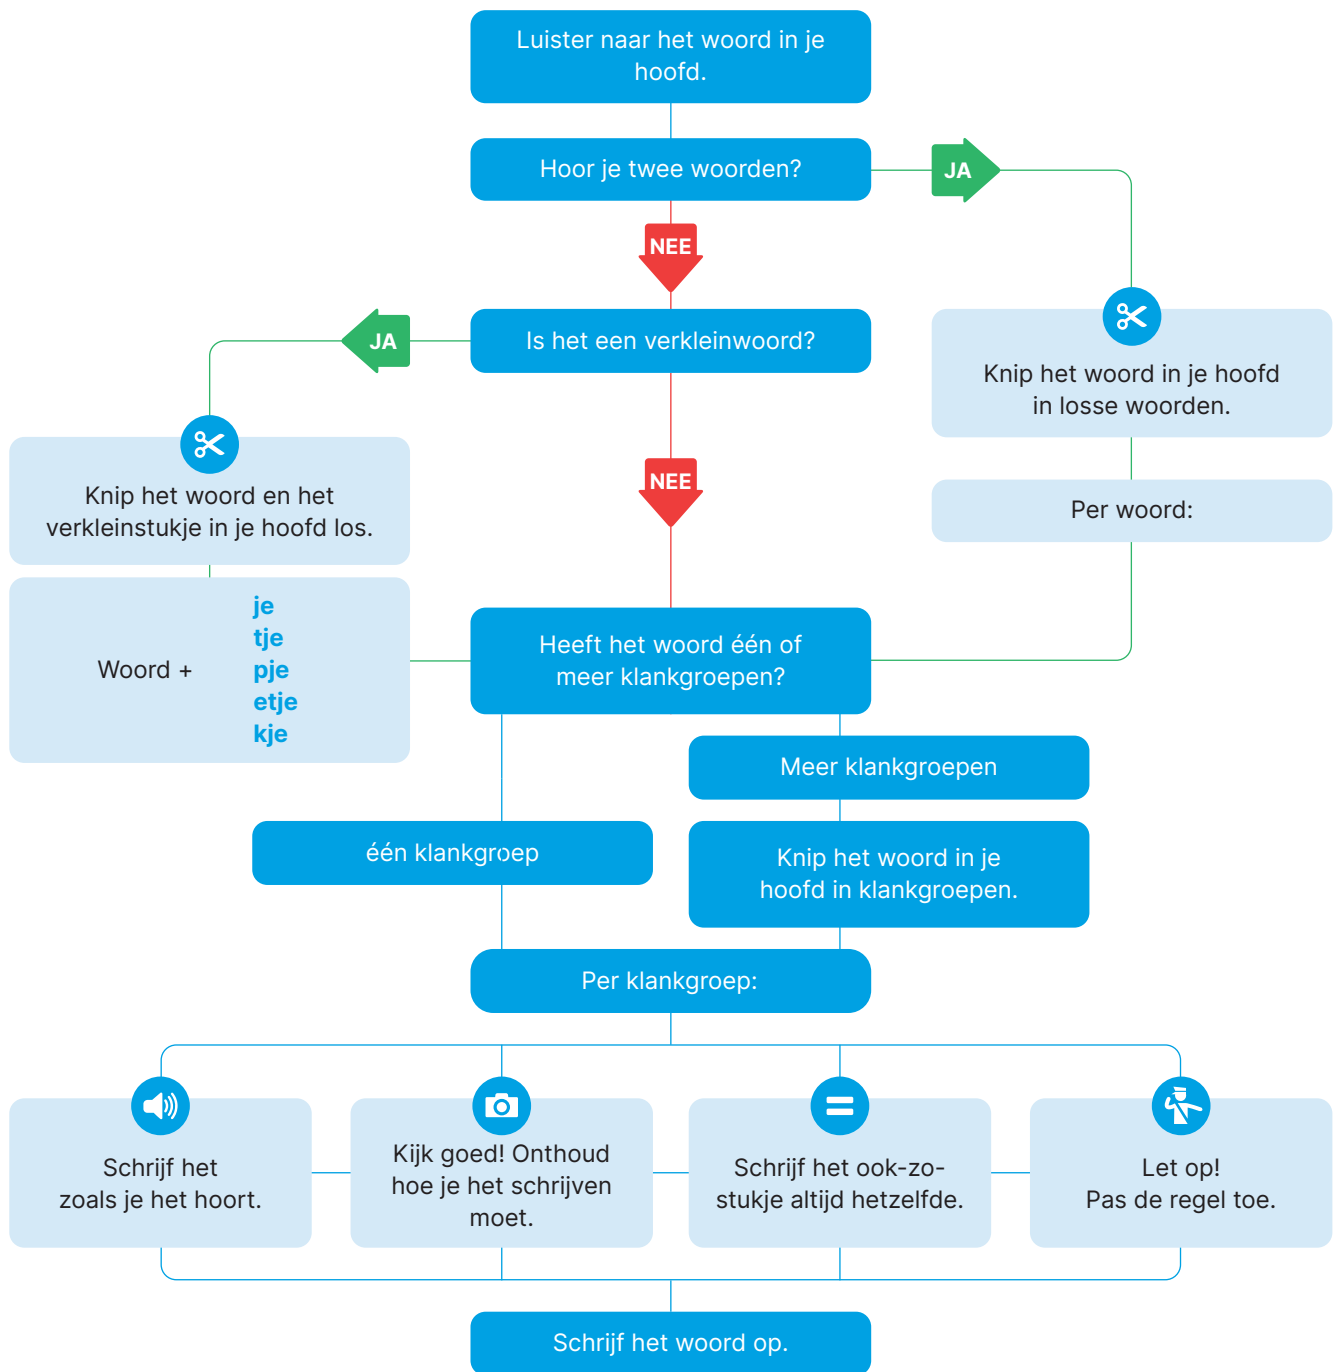 Luister naar het woord in je
hoofd.
Hoor je twee woorden?
JA
NEE
Is het een verkleinwoord?
JA
Knip het woord in je hoofd
in losse woorden.
Knip het woord en het
verkleinstukje in je hoofd los.
NEE
Per woord:
Woord +
je
tje
pje
etje
kje
Heeft het woord één of
meer klankgroepen?
Meer klankgroepen
één klankgroep
Knip het woord in je
hoofd in klankgroepen.
Per klankgroep:
Schrijf het
zoals je het hoort.
Kijk goed! Onthoud
hoe je het schrijven
moet.
Schrijf het ook-zo-
stukje altijd hetzelfde.
Let op!
Pas de regel toe.
Schrijf het woord op.